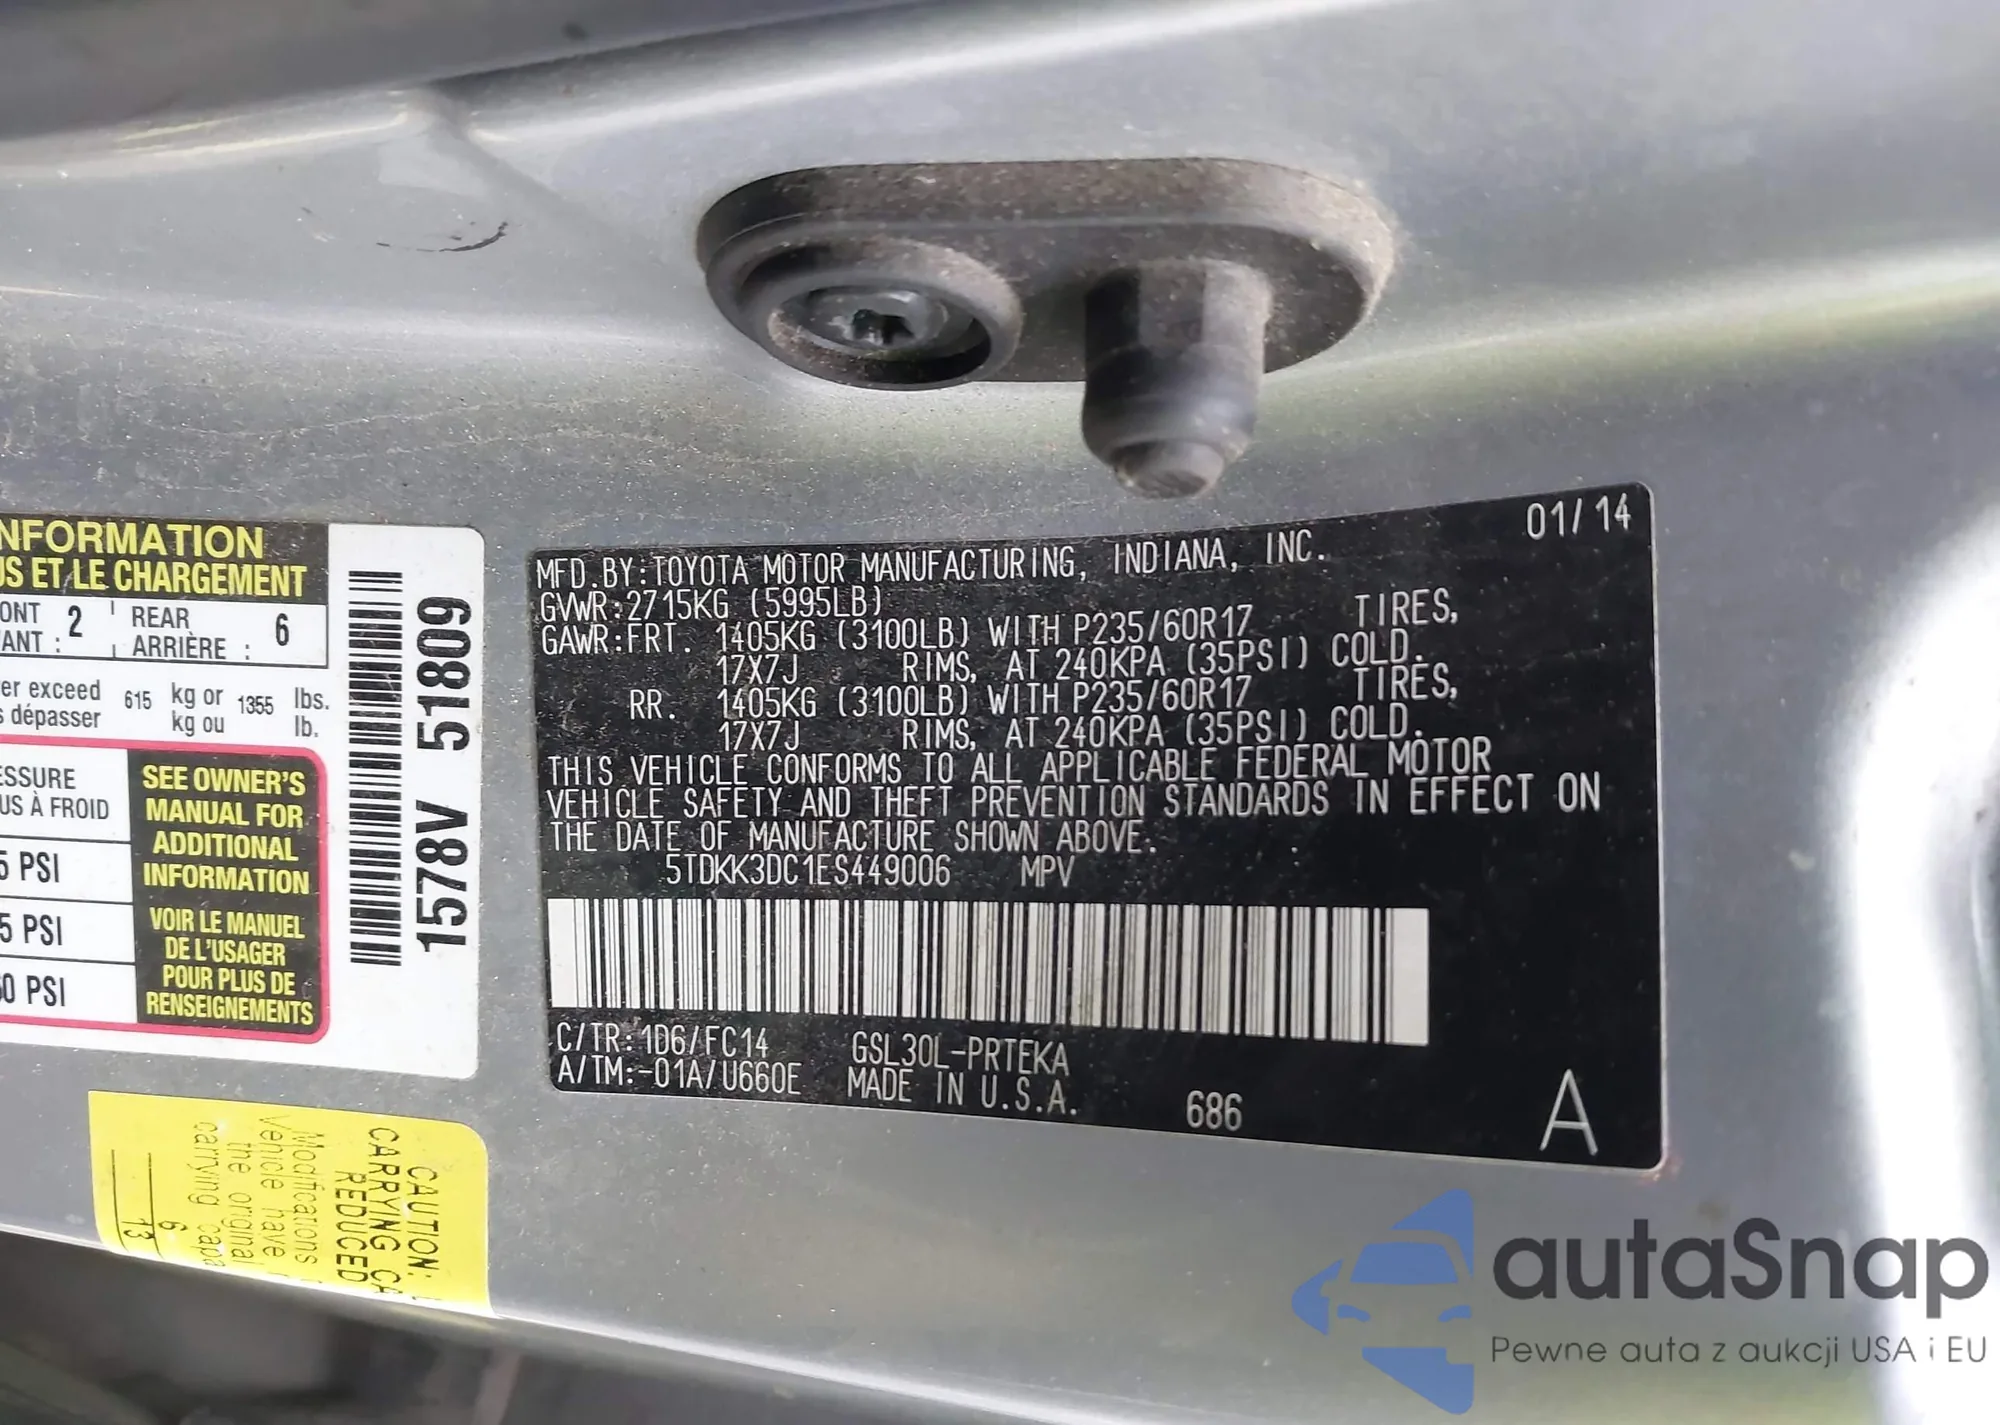 NFORMATION
US ET LE CHARGEMENT
ONT 2 REAR 6
ANT : ARRIÈRE :
er exceed 615 kg or 1355 lbs.
s dépasser kg ou lb.
ESSURE
US À FROID
5 PSI
5 PSI
60 PSI
SEE OWNER'S
MANUAL FOR
ADDITIONAL
INFORMATION
VOIR LE MANUEL
DE L'USAGER
POUR PLUS DE
RENSEIGNEMENTS
1578V 51809
CAUTION:
CARRYING CA
REDUCED
Modifications
vehicle have
the original
carrying capa
6
13
01/14
MFD.BY:TOYOTA MOTOR MANUFACTURING, INDIANA, INC.
GVWR:2715KG (5995LB)
GAWR:FRT. 1405KG (3100LB) WITH P235/60R17 TIRES,
17X7J RIMS, AT 240KPA (35PSI) COLD.
RR. 1405KG (3100LB) WITH P235/60R17 TIRES,
17X7J RIMS, AT 240KPA (35PSI) COLD.
THIS VEHICLE CONFORMS TO ALL APPLICABLE FEDERAL MOTOR
VEHICLE SAFETY AND THEFT PREVENTION STANDARDS IN EFFECT ON
THE DATE OF MANUFACTURE SHOWN ABOVE.
5TDKK3DC1ES449006 MPV
C/TR:1D6/FC14 GSL30L-PRTEKA
A/TM:-01A/U660E MADE IN U.S.A.
686
A
autaSnap
Pewne auta z aukcji USA i EU